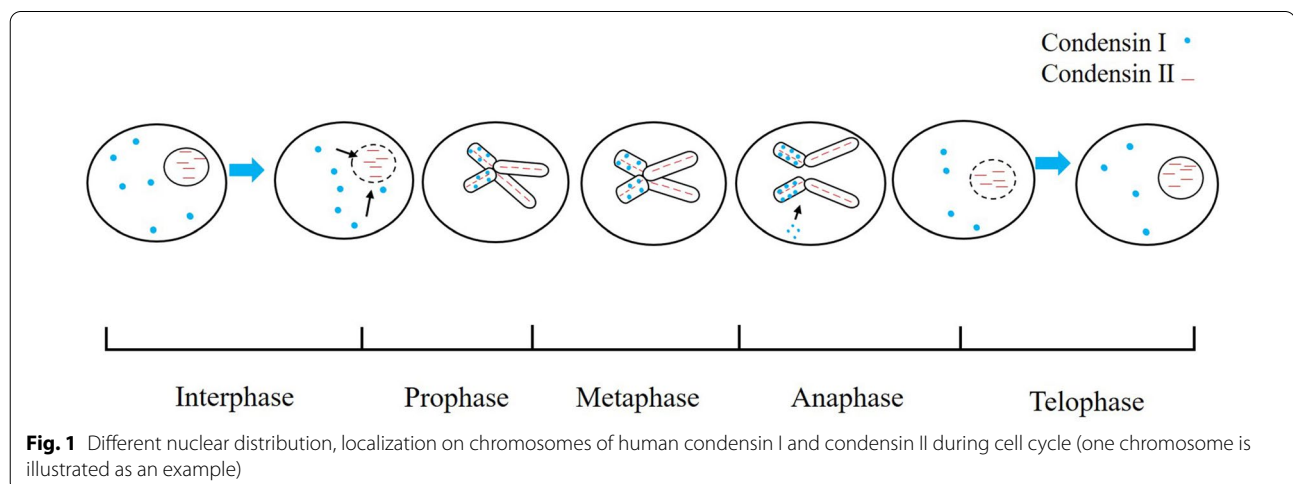 Condensin I
Condensin II
Interphase
Prophase
Metaphase
Anaphase
Telophase
Fig. 1 Different nuclear distribution, localization on chromosomes of human condensin I and condensin II during cell cycle (one chromosome is
illustrated as an example)